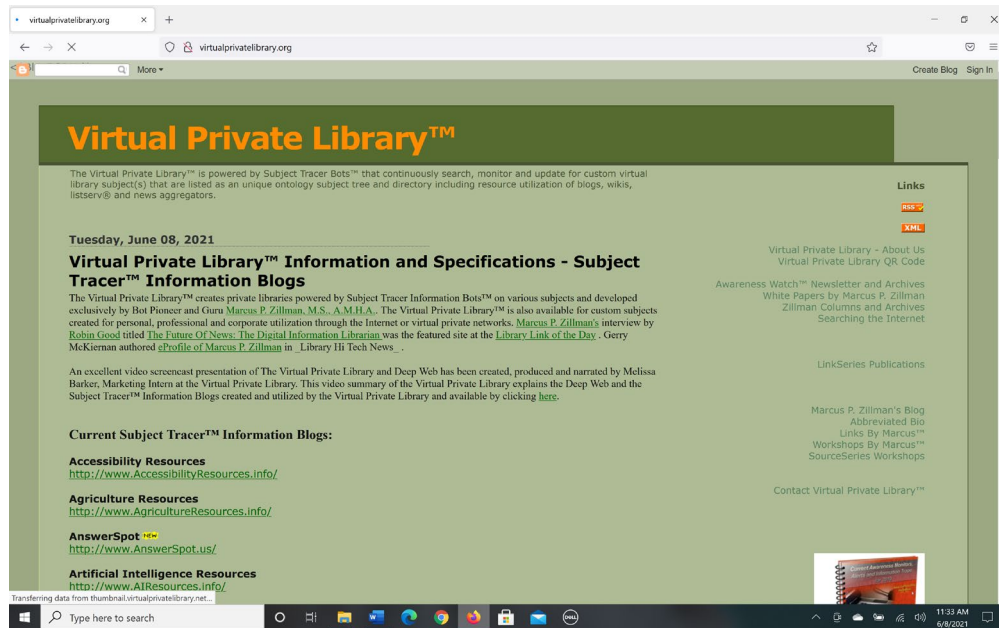 virtualprivatelibrary.org
virtualprivatelibrary.org
More
Create Blog Sign In
Virtual Private Library™
The Virtual Private Library™ is powered by Subject Tracer Bots™ that continuously search, monitor and update for custom virtual
library subject(s) that are listed as an unique ontology subject tree and directory including resource utilization of blogs, wikis,
listserv® and news aggregators.
Links
RSS
XML
Virtual Private Library - About Us
Virtual Private Library QR Code
Awareness Watch™ Newsletter and Archives
White Papers by Marcus P. Zillman
Zillman Columns and Archives
Searching the Internet
LinkSeries Publications
Marcus P. Zillman's Blog
Abbreviated Bio
Links By Marcus™
Workshops By Marcus™
SourceSeries Workshops
Contact Virtual Private Library™
Tuesday, June 08, 2021
Virtual Private Library™ Information and Specifications - Subject
Tracer™ Information Blogs
The Virtual Private Library™ creates private libraries powered by Subject Tracer Information Bots™ on various subjects and developed
exclusively by Bot Pioneer and Guru Marcus P. Zillman, M.S., A.M.H.A.. The Virtual Private Library™ is also available for custom subjects
created for personal, professional and corporate utilization through the Internet or virtual private networks. Marcus P. Zillman's interview by
Robin Good titled The Future Of News: The Digital Information Librarian was the featured site at the Library Link of the Day . Gerry
McKiernan authored eProfile of Marcus P. Zillman in _Library Hi Tech News_ .
An excellent video screencast presentation of The Virtual Private Library and Deep Web has been created, produced and narrated by Melissa
Barker, Marketing Intern at the Virtual Private Library. This video summary of the Virtual Private Library explains the Deep Web and the
Subject Tracer™ Information Blogs created and utilized by the Virtual Private Library and available by clicking here.
Current Subject Tracer™ Information Blogs:
Accessibility Resources
http://www.AccessibilityResources.info/
Agriculture Resources
http://www.AgricultureResources.info/
AnswerSpot NEW
http://www.AnswerSpot.us/
Artificial Intelligence Resources
http://www.AIResources.info/
Transferring data from thumbnail.virtualprivatelibrary.net...
Type here to search
DELL
11:33 AM
6/8/2021